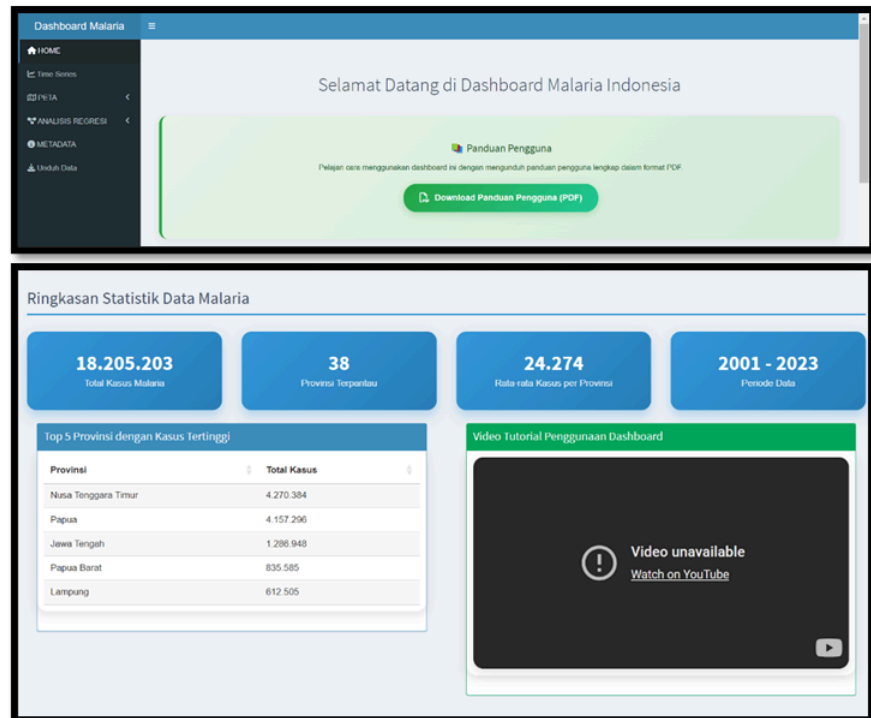 Dashboard Malaria
HOME
Time Series
PETA
ANALISIS REGRESI
METADATA
Unduh Data
Selamat Datang di Dashboard Malaria Indonesia
Panduan Pengguna
Pelajari cara menggunakan dashboard ini dengan mengunduh panduan pengguna lengkap dalam format PDF.
Download Panduan Pengguna (PDF)
Ringkasan Statistik Data Malaria
18.205.203
Total Kasus Malaria
38
Provinsi Terpantau
24.274
Rata-rata Kasus per Provinsi
2001 - 2023
Periode Data
Top 5 Provinsi dengan Kasus Tertinggi
Provinsi Total Kasus
Nusa Tenggara Timur 4.270.384
Papua 4.157.296
Jawa Tengah 1.286.948
Papua Barat 835.585
Lampung 612.505
Video Tutorial Penggunaan Dashboard
Video unavailable
Watch on YouTube